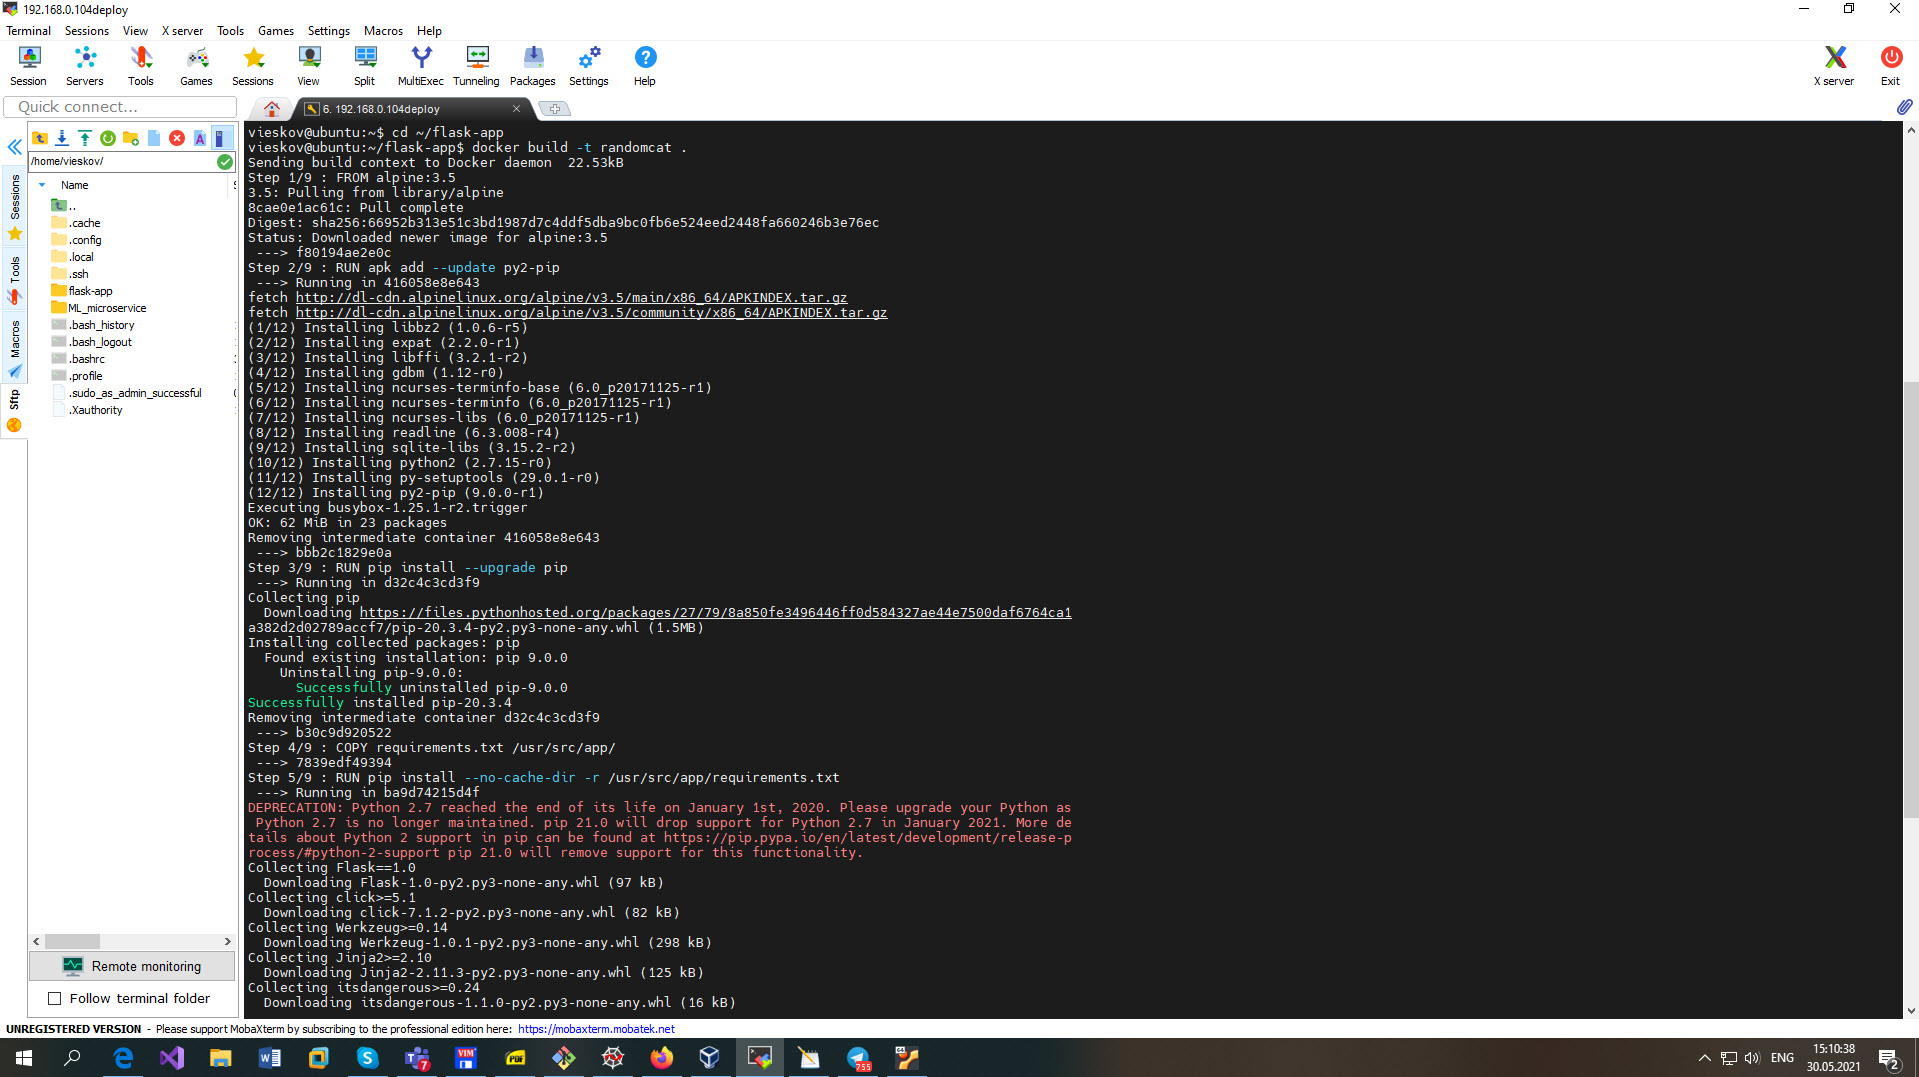 192.168.0.104deploy
Terminal Sessions View X server Tools Games Settings Macros Help
Session Servers Tools Games Sessions View Split MultiExec Tunneling Packages Settings Help X server Exit
Quick connect...
6. 192.168.0.104deploy
/home/vieskov/
Name
..
.cache
.config
.local
.ssh
flask-app
ML_microservice
.bash_history
.bash_logout
.bashrc
.profile
.sudo_as_admin_successful
.Xauthority
Sessions
Tools
Macros
Sftp
Remote monitoring
Follow terminal folder
vieskov@ubuntu:~$ cd ~/flask-app
vieskov@ubuntu:~/flask-app$ docker build -t randomcat .
Sending build context to Docker daemon  22.53kB
Step 1/9 : FROM alpine:3.5
3.5: Pulling from library/alpine
8cae0e1ac61c: Pull complete
Digest: sha256:66952b313e51c3bd1987d7c4ddf5dba9bc0fb6e524eed2448fa660246b3e76ec
Status: Downloaded newer image for alpine:3.5
 ---> f80194ae2e0c
Step 2/9 : RUN apk add --update py2-pip
 ---> Running in 416058e8e643
fetch http://dl-cdn.alpinelinux.org/alpine/v3.5/main/x86_64/APKINDEX.tar.gz
fetch http://dl-cdn.alpinelinux.org/alpine/v3.5/community/x86_64/APKINDEX.tar.gz
(1/12) Installing libbz2 (1.0.6-r5)
(2/12) Installing expat (2.2.0-r1)
(3/12) Installing libffi (3.2.1-r2)
(4/12) Installing gdbm (1.12-r0)
(5/12) Installing ncurses-terminfo-base (6.0_p20171125-r1)
(6/12) Installing ncurses-terminfo (6.0_p20171125-r1)
(7/12) Installing ncurses-libs (6.0_p20171125-r1)
(8/12) Installing readline (6.3.008-r4)
(9/12) Installing sqlite-libs (3.15.2-r2)
(10/12) Installing python2 (2.7.15-r0)
(11/12) Installing py-setuptools (29.0.1-r0)
(12/12) Installing py2-pip (9.0.0-r1)
Executing busybox-1.25.1-r2.trigger
OK: 62 MiB in 23 packages
Removing intermediate container 416058e8e643
 ---> bbb2c1829e0a
Step 3/9 : RUN pip install --upgrade pip
 ---> Running in d32c4c3cd3f9
Collecting pip
  Downloading https://files.pythonhosted.org/packages/27/79/8a850fe3496446ff0d584327ae44e7500daf6764ca1
a382d2d02789accf7/pip-20.3.4-py2.py3-none-any.whl (1.5MB)
Installing collected packages: pip
  Found existing installation: pip 9.0.0
    Uninstalling pip-9.0.0:
      Successfully uninstalled pip-9.0.0
Successfully installed pip-20.3.4
Removing intermediate container d32c4c3cd3f9
 ---> b30c9d920522
Step 4/9 : COPY requirements.txt /usr/src/app/
 ---> 7839edf49394
Step 5/9 : RUN pip install --no-cache-dir -r /usr/src/app/requirements.txt
 ---> Running in ba9d74215d4f
DEPRECATION: Python 2.7 reached the end of its life on January 1st, 2020. Please upgrade your Python as
 Python 2.7 is no longer maintained. pip 21.0 will drop support for Python 2.7 in January 2021. More de
tails about Python 2 support in pip can be found at https://pip.pypa.io/en/latest/development/release-p
rocess/#python-2-support pip 21.0 will remove support for this functionality.
Collecting Flask==1.0
  Downloading Flask-1.0-py2.py3-none-any.whl (97 kB)
Collecting click>=5.1
  Downloading click-7.1.2-py2.py3-none-any.whl (82 kB)
Collecting Werkzeug>=0.14
  Downloading Werkzeug-1.0.1-py2.py3-none-any.whl (298 kB)
Collecting Jinja2>=2.10
  Downloading Jinja2-2.11.3-py2.py3-none-any.whl (125 kB)
Collecting itsdangerous>=0.24
  Downloading itsdangerous-1.1.0-py2.py3-none-any.whl (16 kB)
UNREGISTERED VERSION - Please support MobaXterm by subscribing to the professional edition here: https://mobaxterm.mobatek.net
VIM
PDF
7
755
ENG
15:10:38
30.05.2021
2